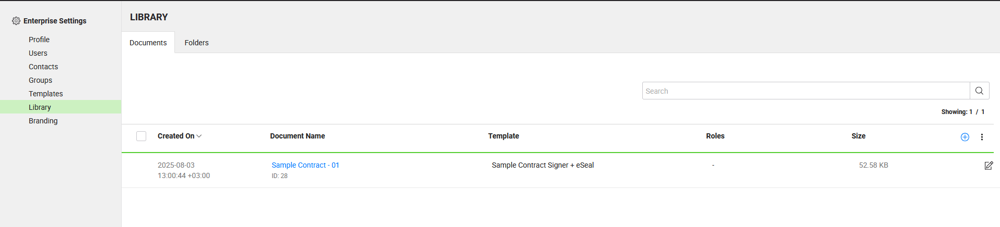 Enterprise Settings
Profile
Users
Contacts
Groups
Templates
Library
Branding
LIBRARY
Documents
Folders
Search
Showing: 1 / 1
Created On
Document Name
Template
Roles
Size
2025-08-03
13:00:44 +03:00
Sample Contract - 01
ID: 28
Sample Contract Signer + eSeal
-
52.58 KB